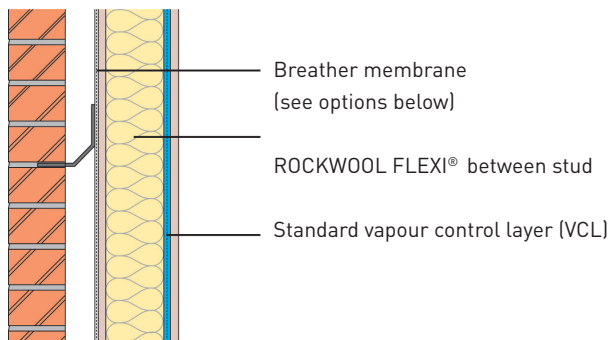 Breather membrane
(see options below)
ROCKWOOL FLEXI® between stud
Standard vapour control layer (VCL)